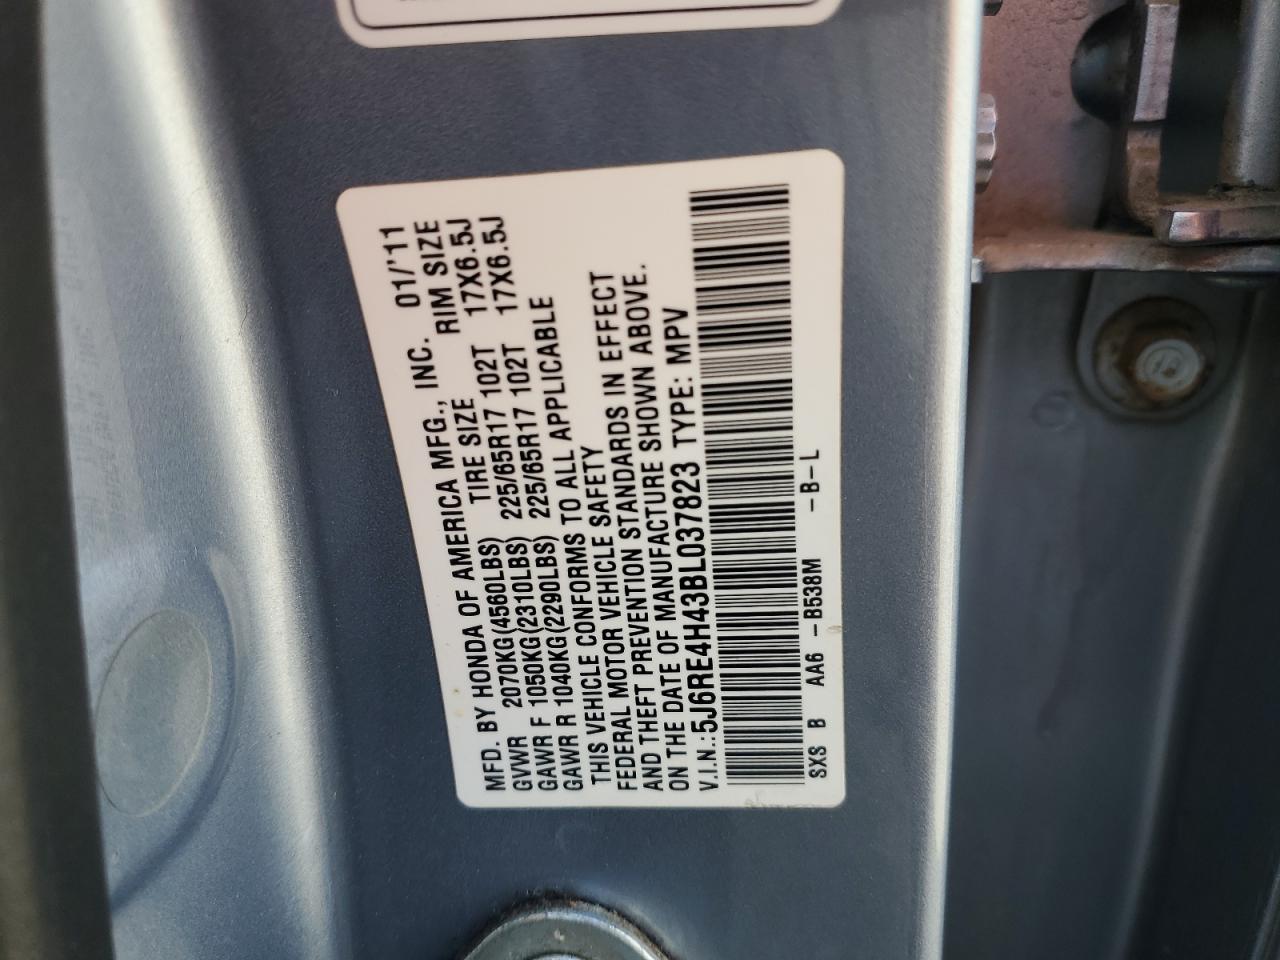 MFD. BY HONDA OF AMERICA MFG., INC. 01/'11
GVWR 2070KG(4560LBS) TIRE SIZE RIM SIZE
GAWR F 1050KG(2310LBS) 225/65R17 102T 17X6.5J
GAWR R 1040KG(2290LBS) 225/65R17 102T 17X6.5J
THIS VEHICLE CONFORMS TO ALL APPLICABLE
FEDERAL MOTOR VEHICLE SAFETY
AND THEFT PREVENTION STANDARDS IN EFFECT
ON THE DATE OF MANUFACTURE SHOWN ABOVE.
V.I.N.:5J6RE4H43BL037823 TYPE: MPV
SXS B AA6 -B538M -B-L